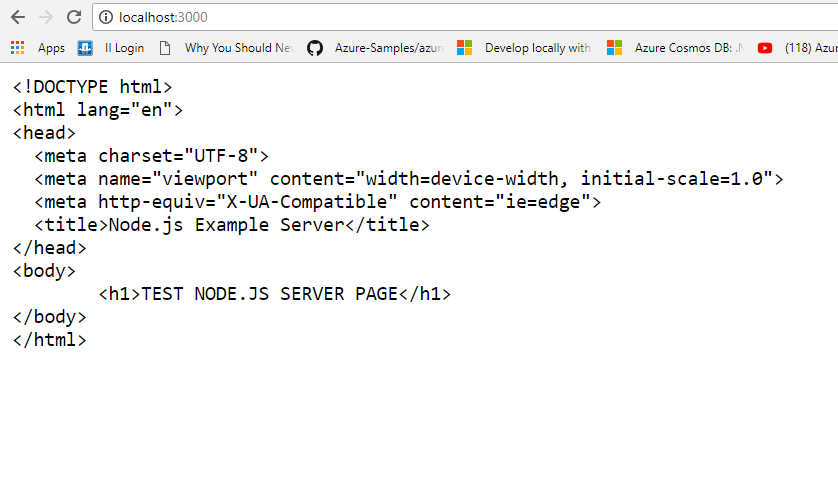 localhost:3000
Apps II Login Why You Should Nev Azure-Samples/azur Develop locally with Azure Cosmos DB: .N (118) Azur
<!DOCTYPE html>
<html lang="en">
<head>
  <meta charset="UTF-8">
  <meta name="viewport" content="width=device-width, initial-scale=1.0">
  <meta http-equiv="X-UA-Compatible" content="ie=edge">
  <title>Node.js Example Server</title>
</head>
<body>
        <h1>TEST NODE.JS SERVER PAGE</h1>
</body>
</html>